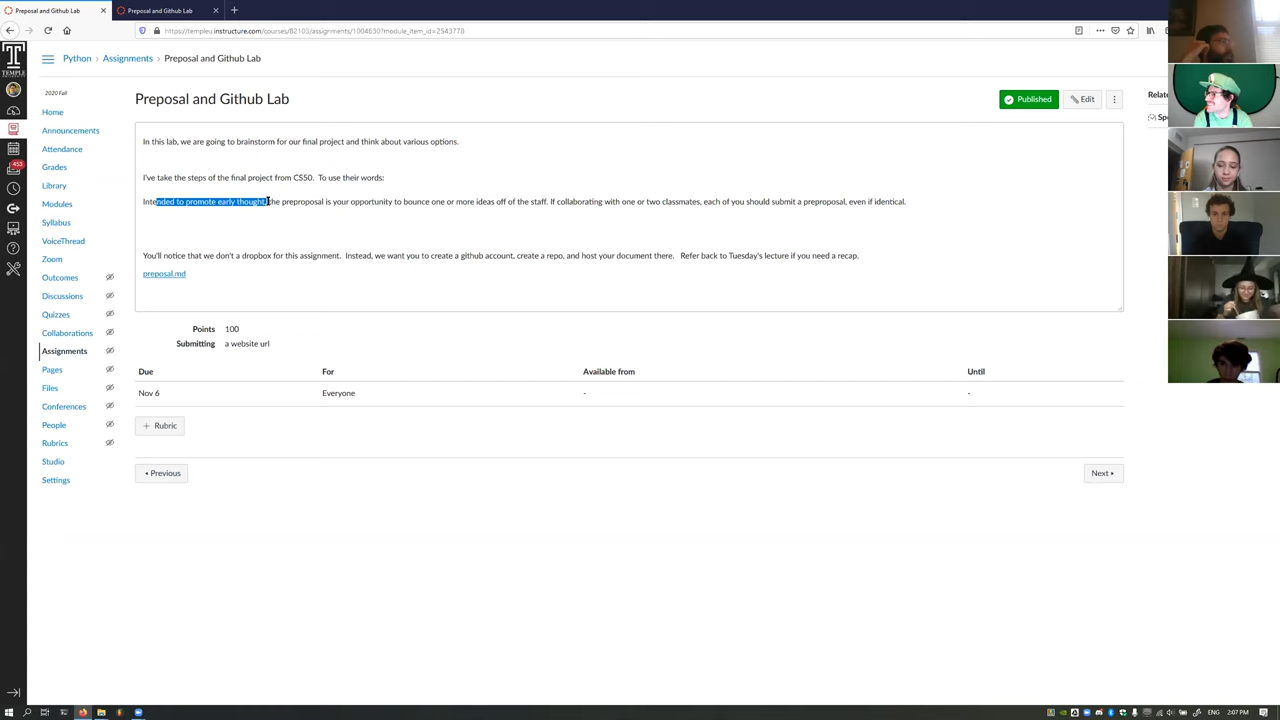 Preposal and Github Lab
Preposal and Github Lab
https://templeu.instructure.com/courses/62103/assignments/1004630?module_item_id=2543778
Python › Assignments › Preposal and Github Lab
2020 Fall
Home
Announcements
Attendance
Grades
Library
Modules
Syllabus
VoiceThread
Zoom
Outcomes
Discussions
Quizzes
Collaborations
Assignments
Pages
Files
Conferences
People
Rubrics
Studio
Settings
453
Preposal and Github Lab
Published
Edit
In this lab, we are going to brainstorm for our final project and think about various options.
I've take the steps of the final project from CS50. To use their words:
Intended to promote early thought, the preproposal is your opportunity to bounce one or more ideas off of the staff. If collaborating with one or two classmates, each of you should submit a preproposal, even if identical.
You'll notice that we don't a dropbox for this assignment. Instead, we want you to create a github account, create a repo, and host your document there. Refer back to Tuesday's lecture if you need a recap.
preposal.md
Points 100
Submitting a website url
Due For Available from Until
Nov 6 Everyone - -
+ Rubric
Previous
Next
Relate
Spe
ENG 2:07 PM